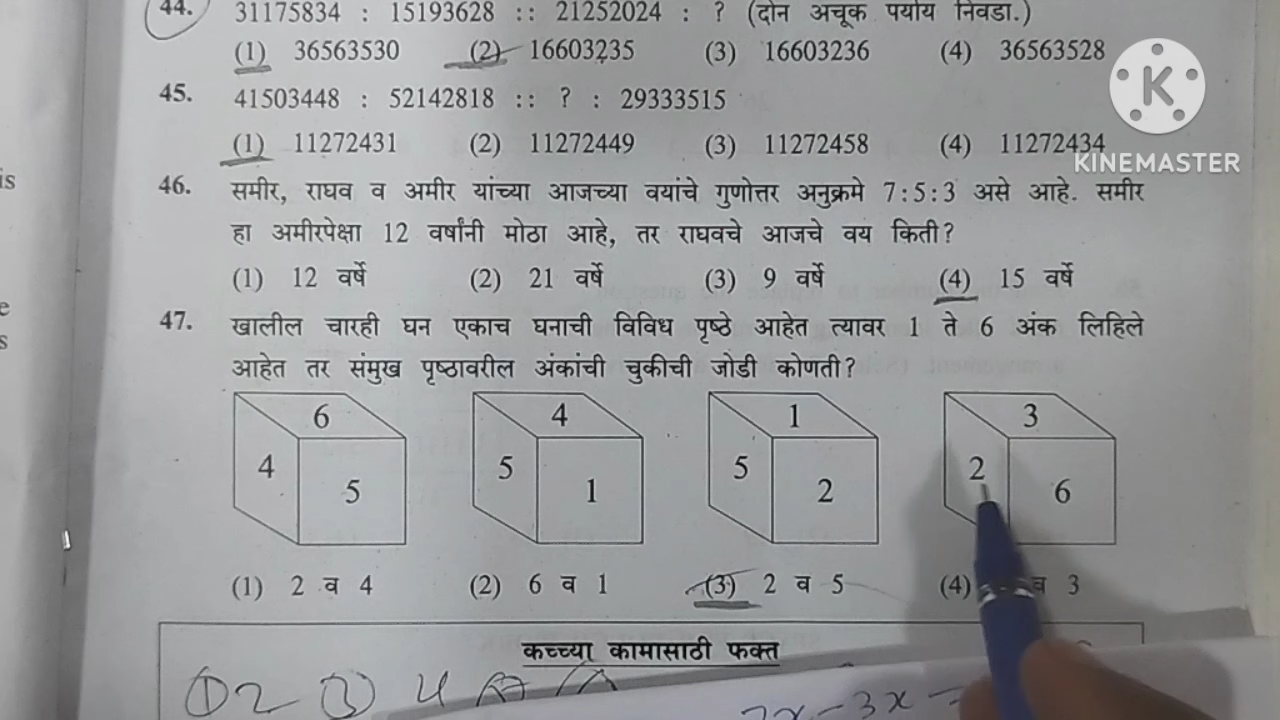 44. 31175834 : 15193628 :: 21252024 : ? (दोन अचूक पर्याय निवडा.)
(1) 36563530 (2) 16603235 (3) 16603236 (4) 36563528
45. 41503448 : 52142818 :: ? : 29333515
(1) 11272431 (2) 11272449 (3) 11272458 (4) 11272434
KINEMASTER
46. समीर, राघव व अमीर यांच्या आजच्या वयांचे गुणोत्तर अनुक्रमे 7:5:3 असे आहे. समीर
हा अमीरपेक्षा 12 वर्षांनी मोठा आहे, तर राघवचे आजचे वय किती?
(1) 12 वर्षे (2) 21 वर्षे (3) 9 वर्षे (4) 15 वर्षे
47. खालील चारही घन एकाच घनाची विविध पृष्ठे आहेत त्यावर 1 ते 6 अंक लिहिले
आहेत तर संमुख पृष्ठावरील अंकांची चुकीची जोडी कोणती?
6 4 1 3
4 5 5 1 5 2 2 6
(1) 2 व 4 (2) 6 व 1 (3) 2 व 5 (4) व 3
कच्च्या कामासाठी फक्त